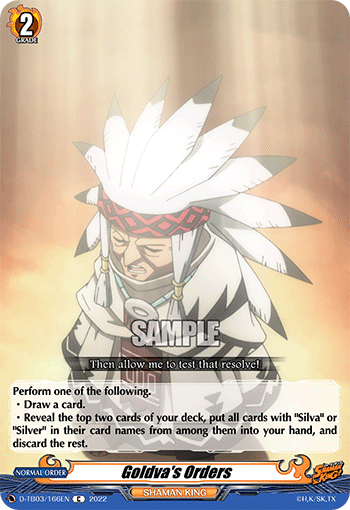 2
GRADE
SAMPLE
Then allow me to test that resolve!
Perform one of the following.
・Draw a card.
・Reveal the top two cards of your deck, put all cards with "Silva" or
"Silver" in their card names from among them into your hand, and
discard the rest.
NORMAL ORDER
Goldva's Orders
SHAMAN KING
D-TB03/166EN C 2022
SHAMAN KING
©H,K/SK,TX